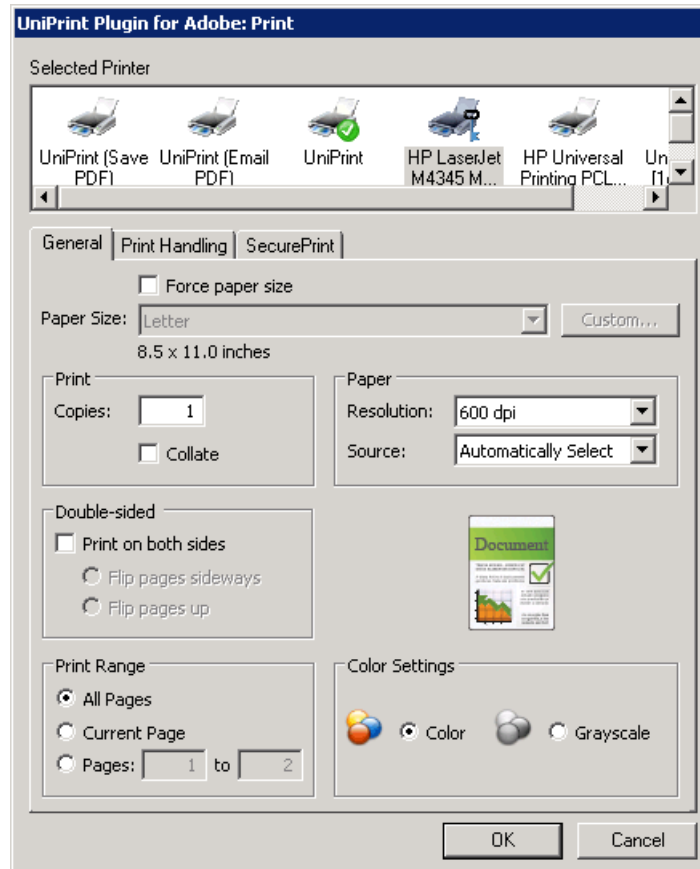 UniPrint Plugin for Adobe: Print
Selected Printer
UniPrint (Save UniPrint (Email UniPrint HP LaserJet HP Universal Un
PDF) PDF) M4345 M... Printing PCL...
General Print Handling SecurePrint
Force paper size
Paper Size: Letter Custom...
8.5 x 11.0 inches
Print Paper
Copies: 1 Resolution: 600 dpi
Collate Source: Automatically Select
Double-sided
Print on both sides Document
Flip pages sideways
Flip pages up
Print Range Color Settings
All Pages
Current Page Color Grayscale
Pages: 1 to 2
OK Cancel